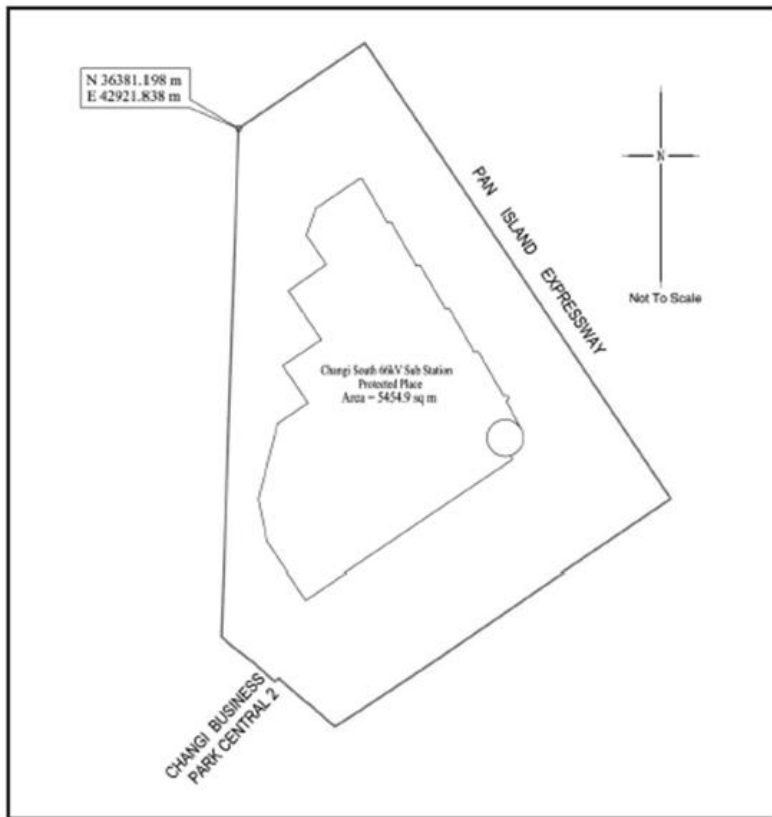 N 36381.198 m
E 42921.838 m
N
Not To Scale
PAN ISLAND EXPRESSWAY
Changi South 66kV Sub Station
Protected Place
Area = 5454.9 sq m
CHANGI BUSINESS
PARK CENTRAL 2